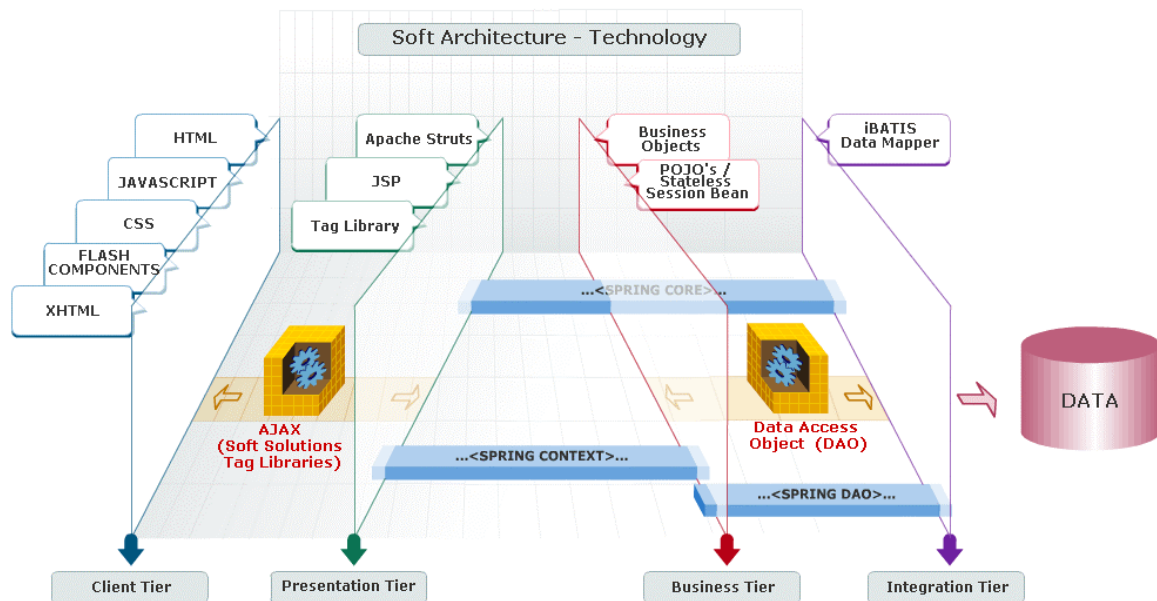 Soft Architecture - Technology
HTML
JAVASCRIPT
CSS
FLASH
COMPONENTS
XHTML
Apache Struts
JSP
Tag Library
Business
Objects
POJO's /
Stateless
Session Bean
iBATIS
Data Mapper
...<SPRING CORE>...
AJAX
(Soft Solutions
Tag Libraries)
Data Access
Object (DAO)
DATA
...<SPRING CONTEXT>...
...<SPRING DAO>...
Client Tier
Presentation Tier
Business Tier
Integration Tier